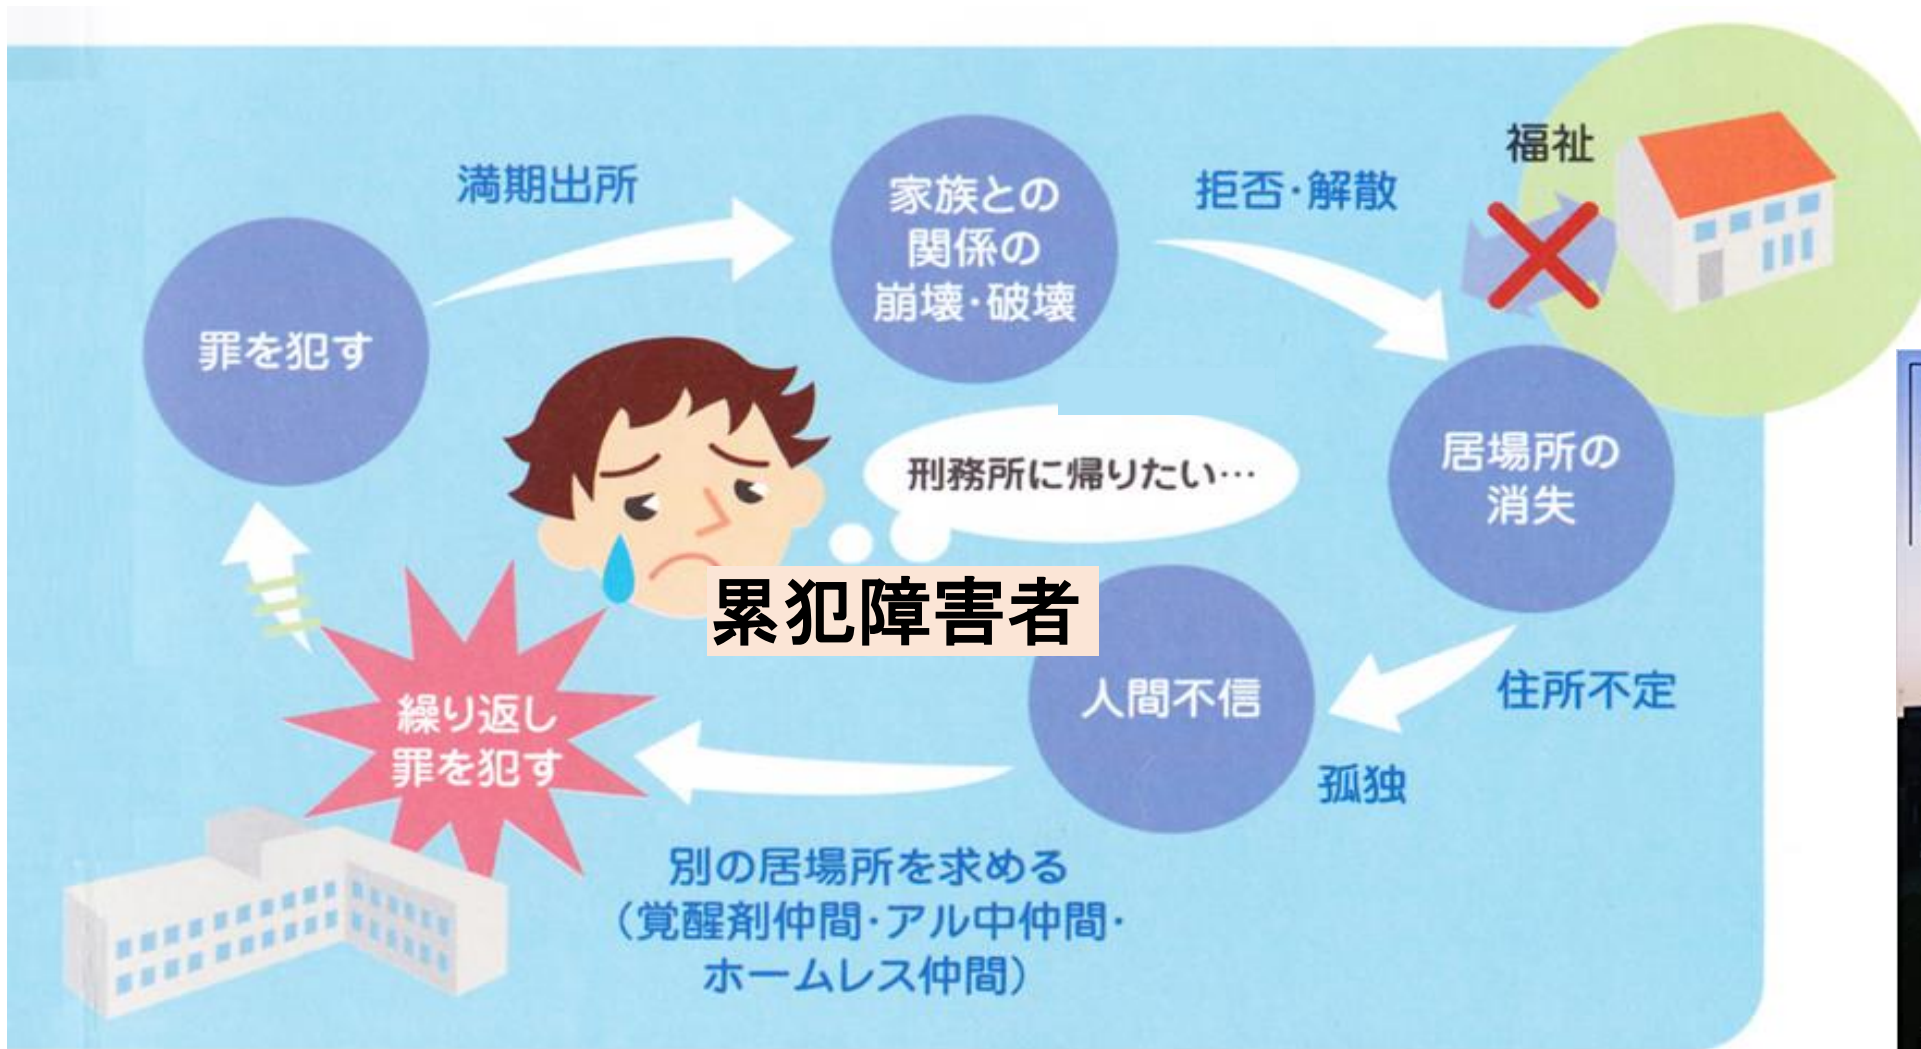 福祉
満期出所
拒否・解散
家族との
関係の
崩壊・破壊
罪を犯す
居場所の
消失
刑務所に帰りたい…
累犯障害者
人間不信
住所不定
孤独
繰り返し
罪を犯す
別の居場所を求める
（覚醒剤仲間・アル中仲間・
ホームレス仲間）